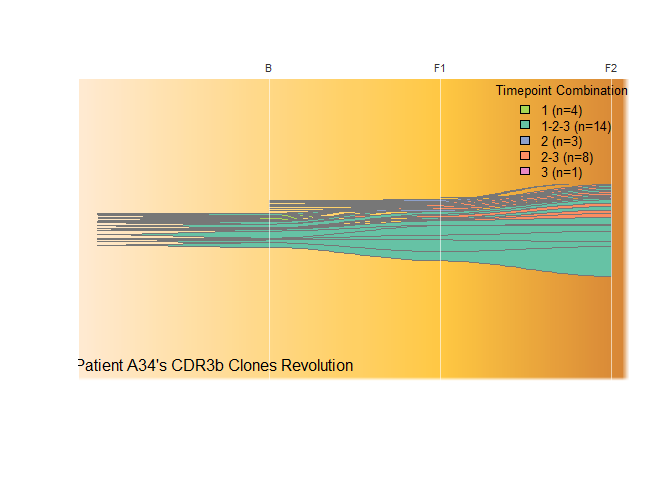 B F1 F2
Timepoint Combination
1 (n=4)
1-2-3 (n=14)
2 (n=3)
2-3 (n=8)
3 (n=1)
Patient A34's CDR3b Clones Revolution